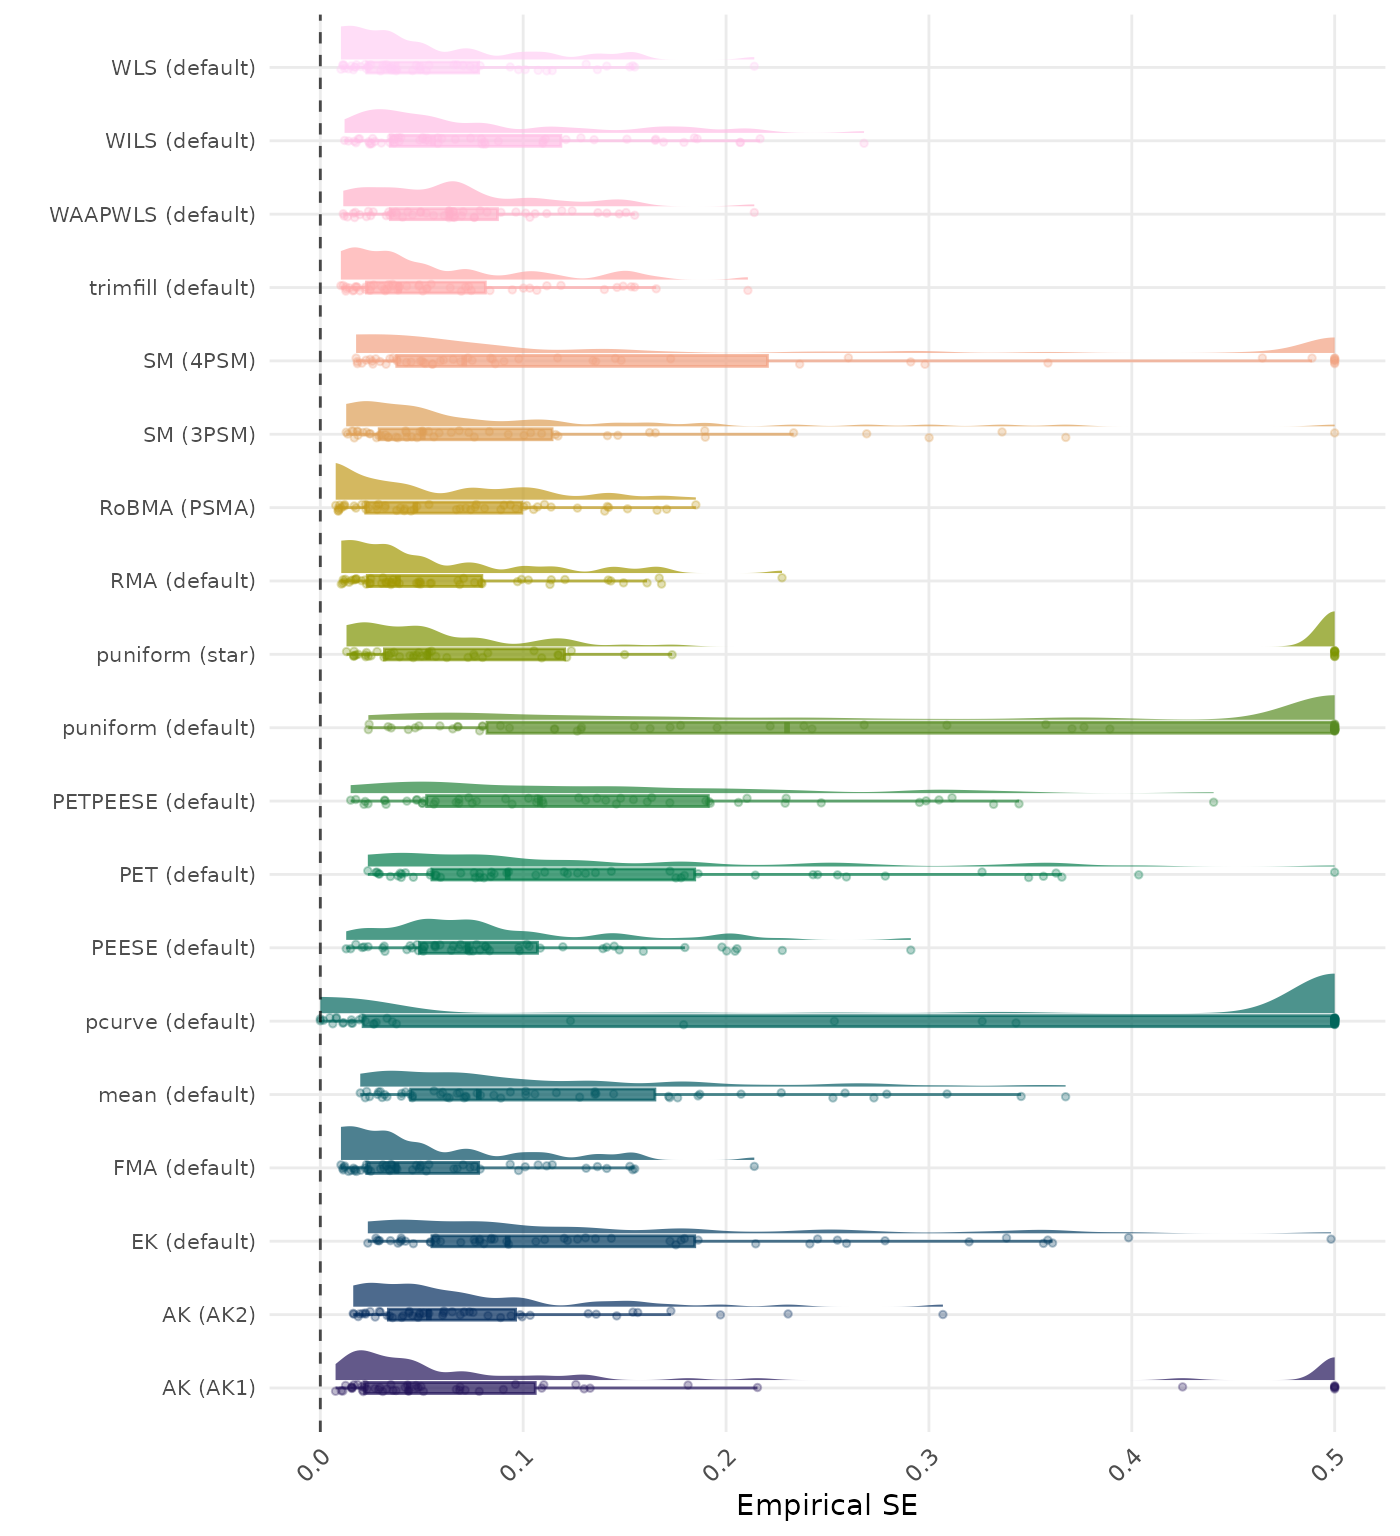 WLS (default)
WILS (default)
WAAPWLS (default)
trimfill (default)
SM (4PSM)
SM (3PSM)
RoBMA (PSMA)
RMA (default)
puniform (star)
puniform (default)
PETPEESE (default)
PET (default)
PEESE (default)
pcurve (default)
mean (default)
FMA (default)
EK (default)
AK (AK2)
AK (AK1)
0.0 0.1 0.2 0.3 0.4 0.5
Empirical SE